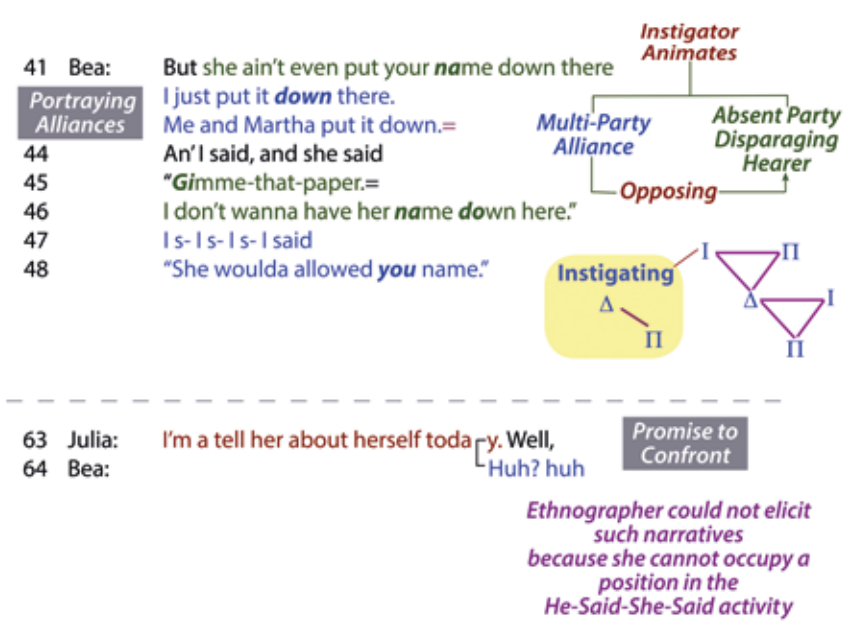 41 Bea: But she ain't even put your name down there
Portraying
Alliances
I just put it down there.
Me and Martha put it down.=
44 An' I said, and she said
45 "Gimme-that-paper.=
46 I don't wanna have her name down here."
47 I s- I s- I s- I said
48 "She woulda allowed you name."
Instigator
Animates
Multi-Party
Alliance
Absent Party
Disparaging
Hearer
Opposing
Instigating
Δ
Π
I Π
Δ I
Π
63 Julia: I'm a tell her about herself today. Well,
64 Bea: Huh? huh
Promise to
Confront
Ethnographer could not elicit
such narratives
because she cannot occupy a
position in the
He-Said-She-Said activity